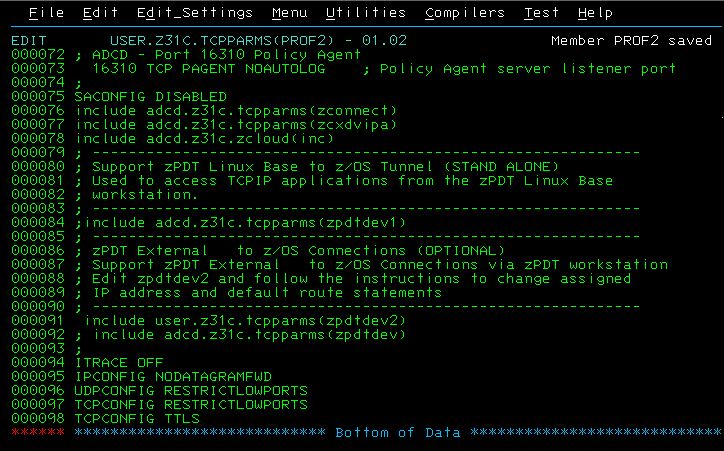 File  Edit  Edit_Settings  Menu  Utilities  Compilers  Test  Help
EDIT       USER.Z31C.TCPPARMS(PROF2) - 01.02                 Member PROF2 saved
000072 ; ADCD - Port 16310 Policy Agent
000073   16310 TCP PAGENT NOAUTOLOG    ; Policy Agent server listener port
000074 ;
000075 SACONFIG DISABLED
000076 include adcd.z31c.tcpparms(zconnect)
000077 include adcd.z31c.tcpparms(zcxdvipa)
000078 include adcd.z31c.zcloud(inc)
000079 ; --------------------------------------------------------------
000080 ; Support zPDT Linux Base to z/OS Tunnel (STAND ALONE)
000081 ; Used to access TCPIP applications from the zPDT Linux Base
000082 ; workstation.
000083 ; --------------------------------------------------------------
000084 ;include adcd.z31c.tcpparms(zpdtdev1)
000085 ; --------------------------------------------------------------
000086 ; zPDT External   to z/OS Connections (OPTIONAL)
000087 ; Support zPDT External   to z/OS Connections via zPDT workstation
000088 ; Edit zpdtdev2 and follow the instructions to change assigned
000089 ; IP address and default route statements
000090 ; --------------------------------------------------------------
000091  include user.z31c.tcpparms(zpdtdev2)
000092 ; include adcd.z31c.tcpparms(zpdtdev)
000093 ;
000094 ITRACE OFF
000095 IPCONFIG NODATAGRAMFWD
000096 UDPCONFIG RESTRICTLOWPORTS
000097 TCPCONFIG RESTRICTLOWPORTS
000098 TCPCONFIG TTLS
****** **************************** Bottom of Data ****************************